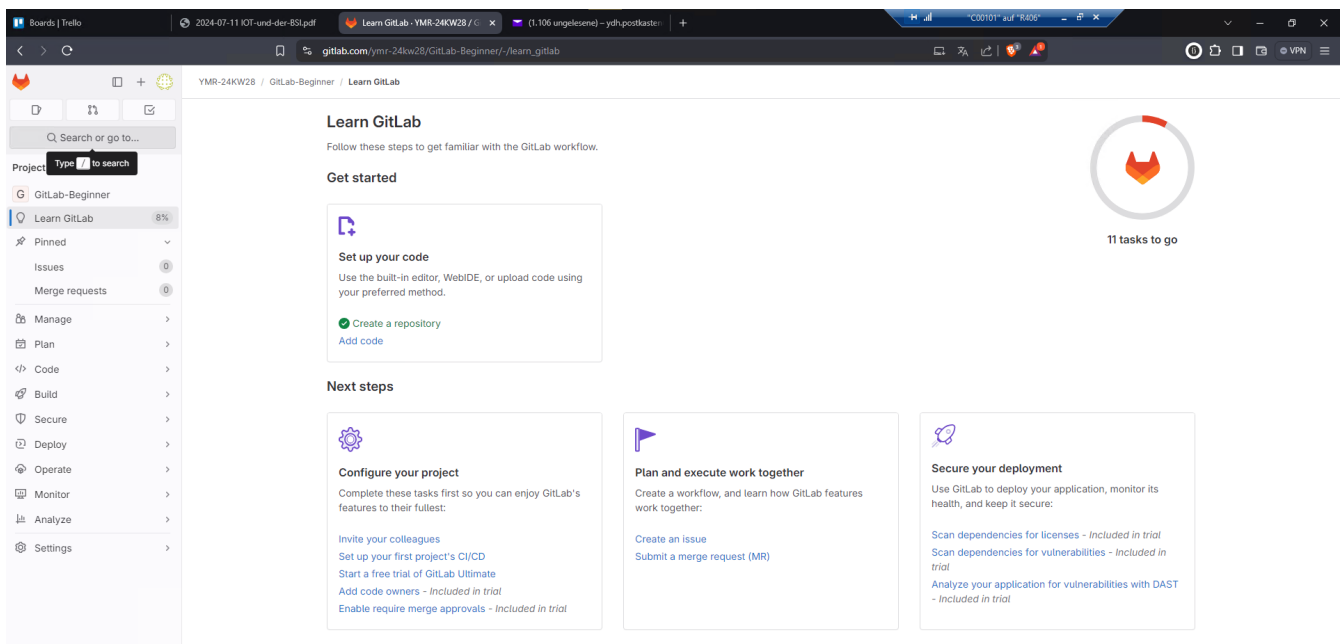 Boards | Trello
2024-07-11 IOT-und-der-BSI.pdf
Learn GitLab · YMR-24KW28 / G
(1.106 ungelesene) – ydh.postkasten
"C00101" auf "R406"
gitlab.com/ymr-24kw28/GitLab-Beginner/-/learn_gitlab
VPN
YMR-24KW28 / GitLab-Beginner / Learn GitLab
Search or go to...
Type / to search
Project
G GitLab-Beginner
Learn GitLab 8%
Pinned
Issues 0
Merge requests 0
Manage
Plan
Code
Build
Secure
Deploy
Operate
Monitor
Analyze
Settings
Learn GitLab
Follow these steps to get familiar with the GitLab workflow.
11 tasks to go
Get started
Set up your code
Use the built-in editor, WebIDE, or upload code using
your preferred method.
Create a repository
Add code
Next steps
Configure your project
Complete these tasks first so you can enjoy GitLab's
features to their fullest:
Invite your colleagues
Set up your first project's CI/CD
Start a free trial of GitLab Ultimate
Add code owners - Included in trial
Enable require merge approvals - Included in trial
Plan and execute work together
Create a workflow, and learn how GitLab features
work together:
Create an issue
Submit a merge request (MR)
Secure your deployment
Use GitLab to deploy your application, monitor its
health, and keep it secure:
Scan dependencies for licenses - Included in trial
Scan dependencies for vulnerabilities - Included in
trial
Analyze your application for vulnerabilities with DAST
- Included in trial